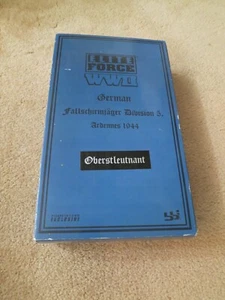 ELITE
FORCE
WWII
German
Fallschirmjäger Division 3.,
Ardennes 1944
Oberstleutnant